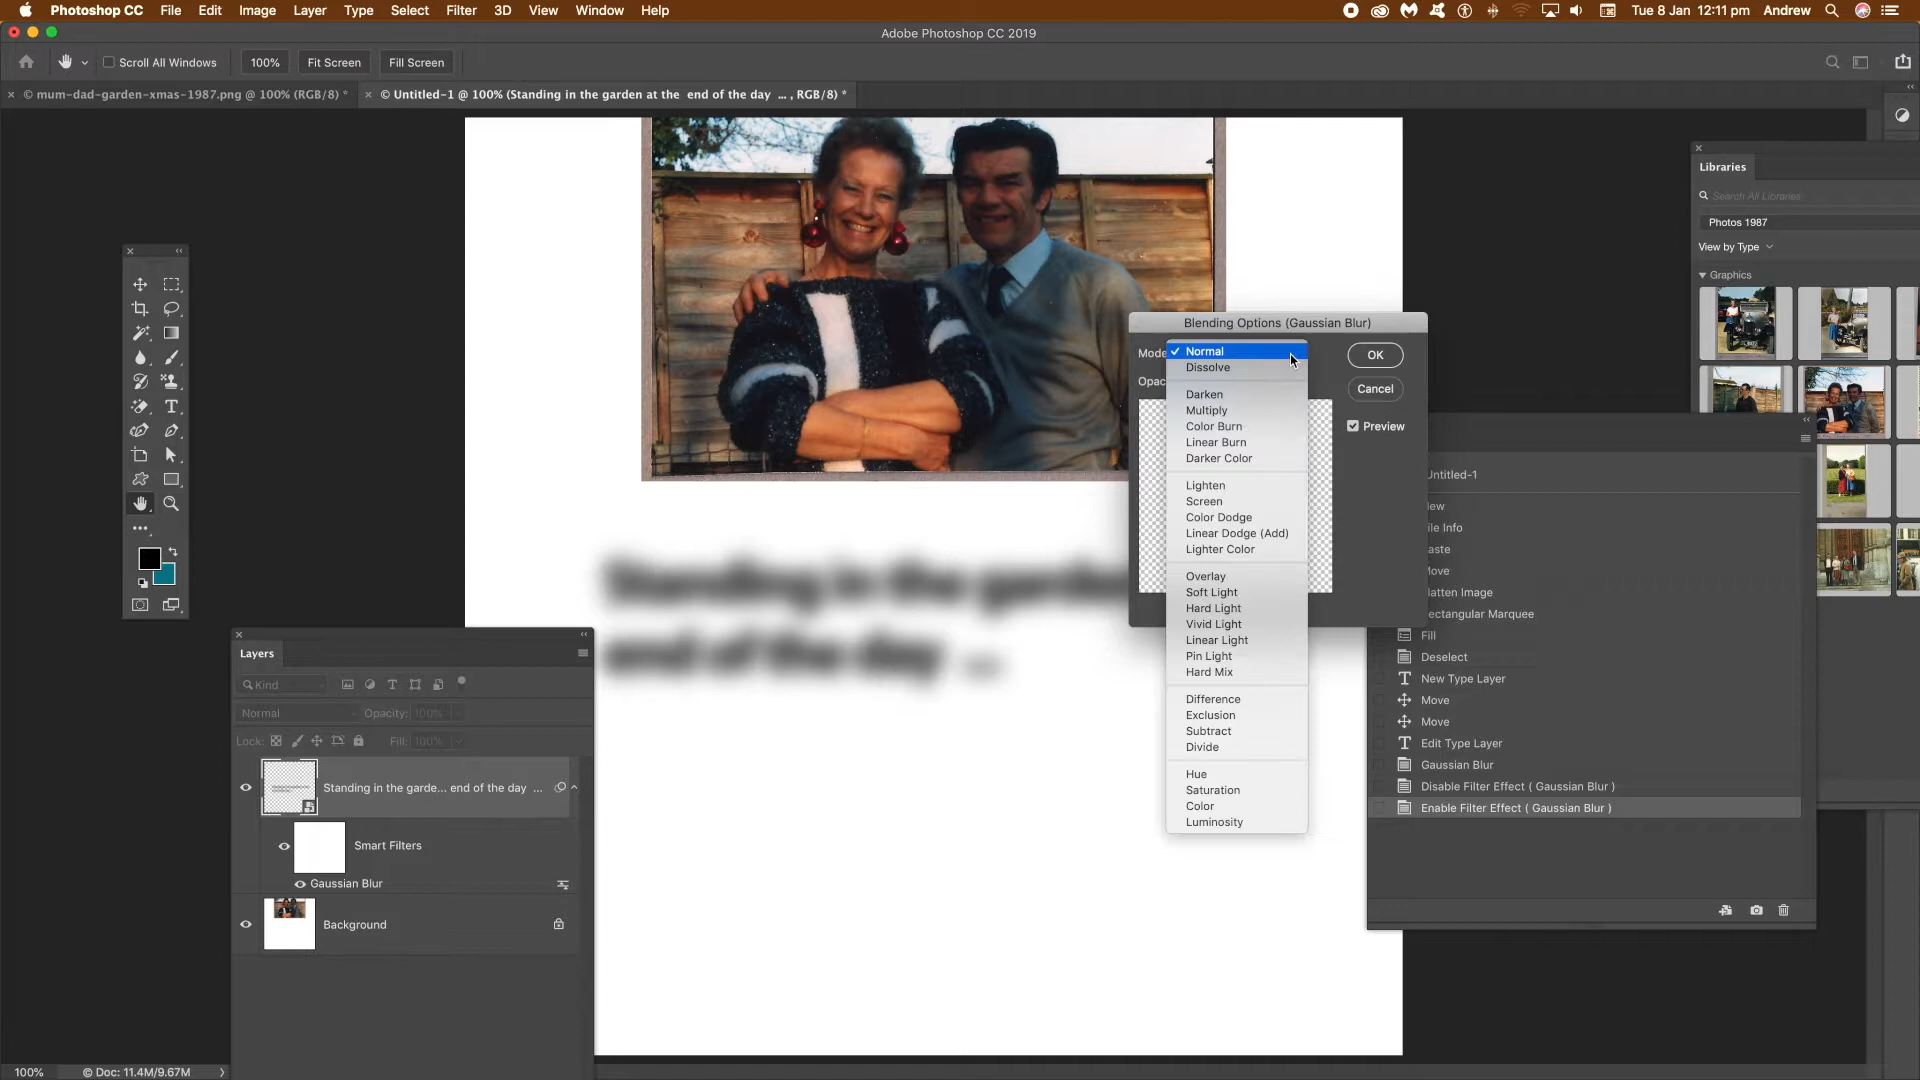 Photoshop CC File Edit Image Layer Type Select Filter 3D View Window Help Tue 8 Jan 12:11 pm Andrew
Adobe Photoshop CC 2019
Scroll All Windows 100% Fit Screen Fill Screen
© mum-dad-garden-xmas-1987.png @ 100% (RGB/8) *
© Untitled-1 @ 100% (Standing in the garden at the end of the day ... , RGB/8) *
Libraries
Search All Libraries
Photos 1987
View by Type
Graphics
Blending Options (Gaussian Blur)
Mode
Opac
OK
Cancel
Preview
Normal
Dissolve
Darken
Multiply
Color Burn
Linear Burn
Darker Color
Lighten
Screen
Color Dodge
Linear Dodge (Add)
Lighter Color
Overlay
Soft Light
Hard Light
Vivid Light
Linear Light
Pin Light
Hard Mix
Difference
Exclusion
Subtract
Divide
Hue
Saturation
Color
Luminosity
Standing in the garden
end of the day ...
Untitled-1
ew
ile Info
aste
Move
latten Image
ectangular Marquee
Fill
Deselect
New Type Layer
Move
Move
Edit Type Layer
Gaussian Blur
Disable Filter Effect ( Gaussian Blur )
Enable Filter Effect ( Gaussian Blur )
Layers
Kind
Normal Opacity: 100%
Lock: Fill: 100%
Standing in the garde... end of the day ...
Smart Filters
Gaussian Blur
Background
100% © Doc: 11.4M/9.67M